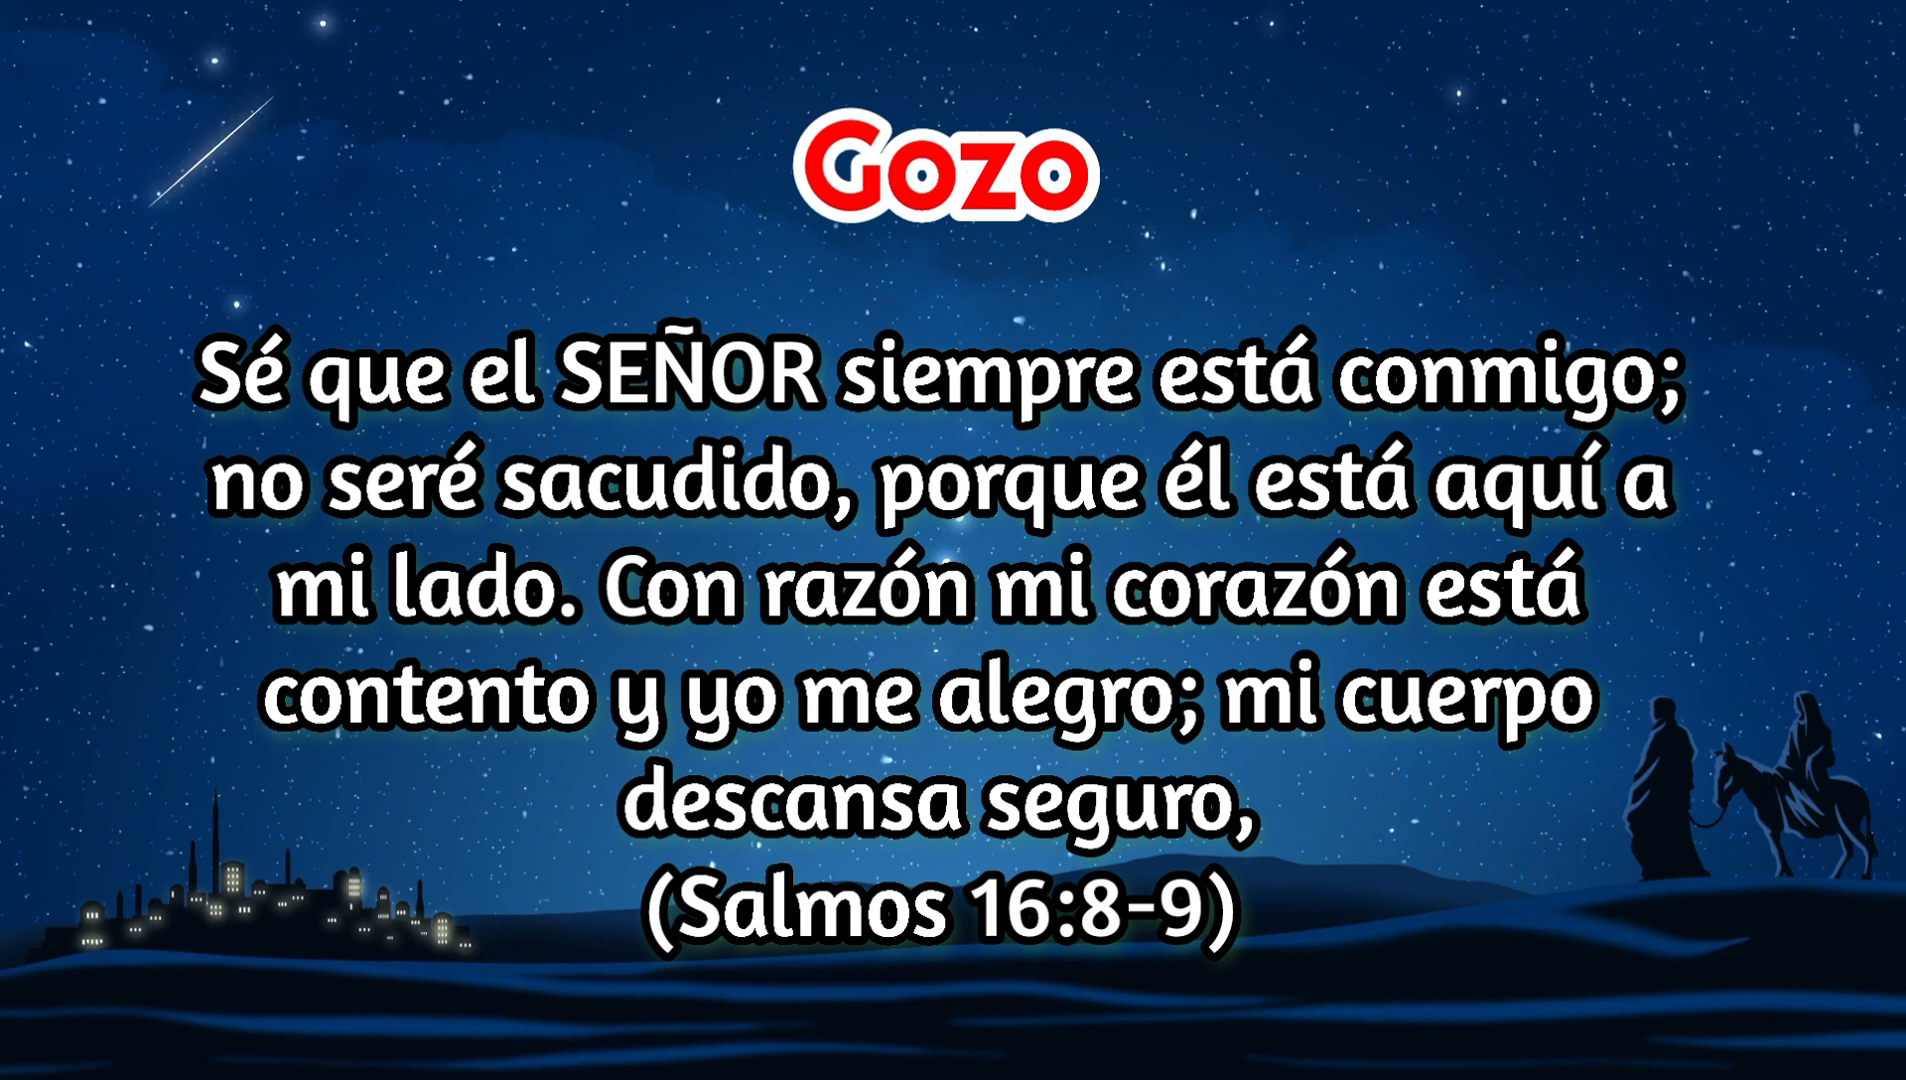 Gozo
Sé que el SEÑOR siempre está conmigo;
no seré sacudido, porque él está aquí a
mi lado. Con razón mi corazón está
contento y yo me alegro; mi cuerpo
descansa seguro,
(Salmos 16:8-9)